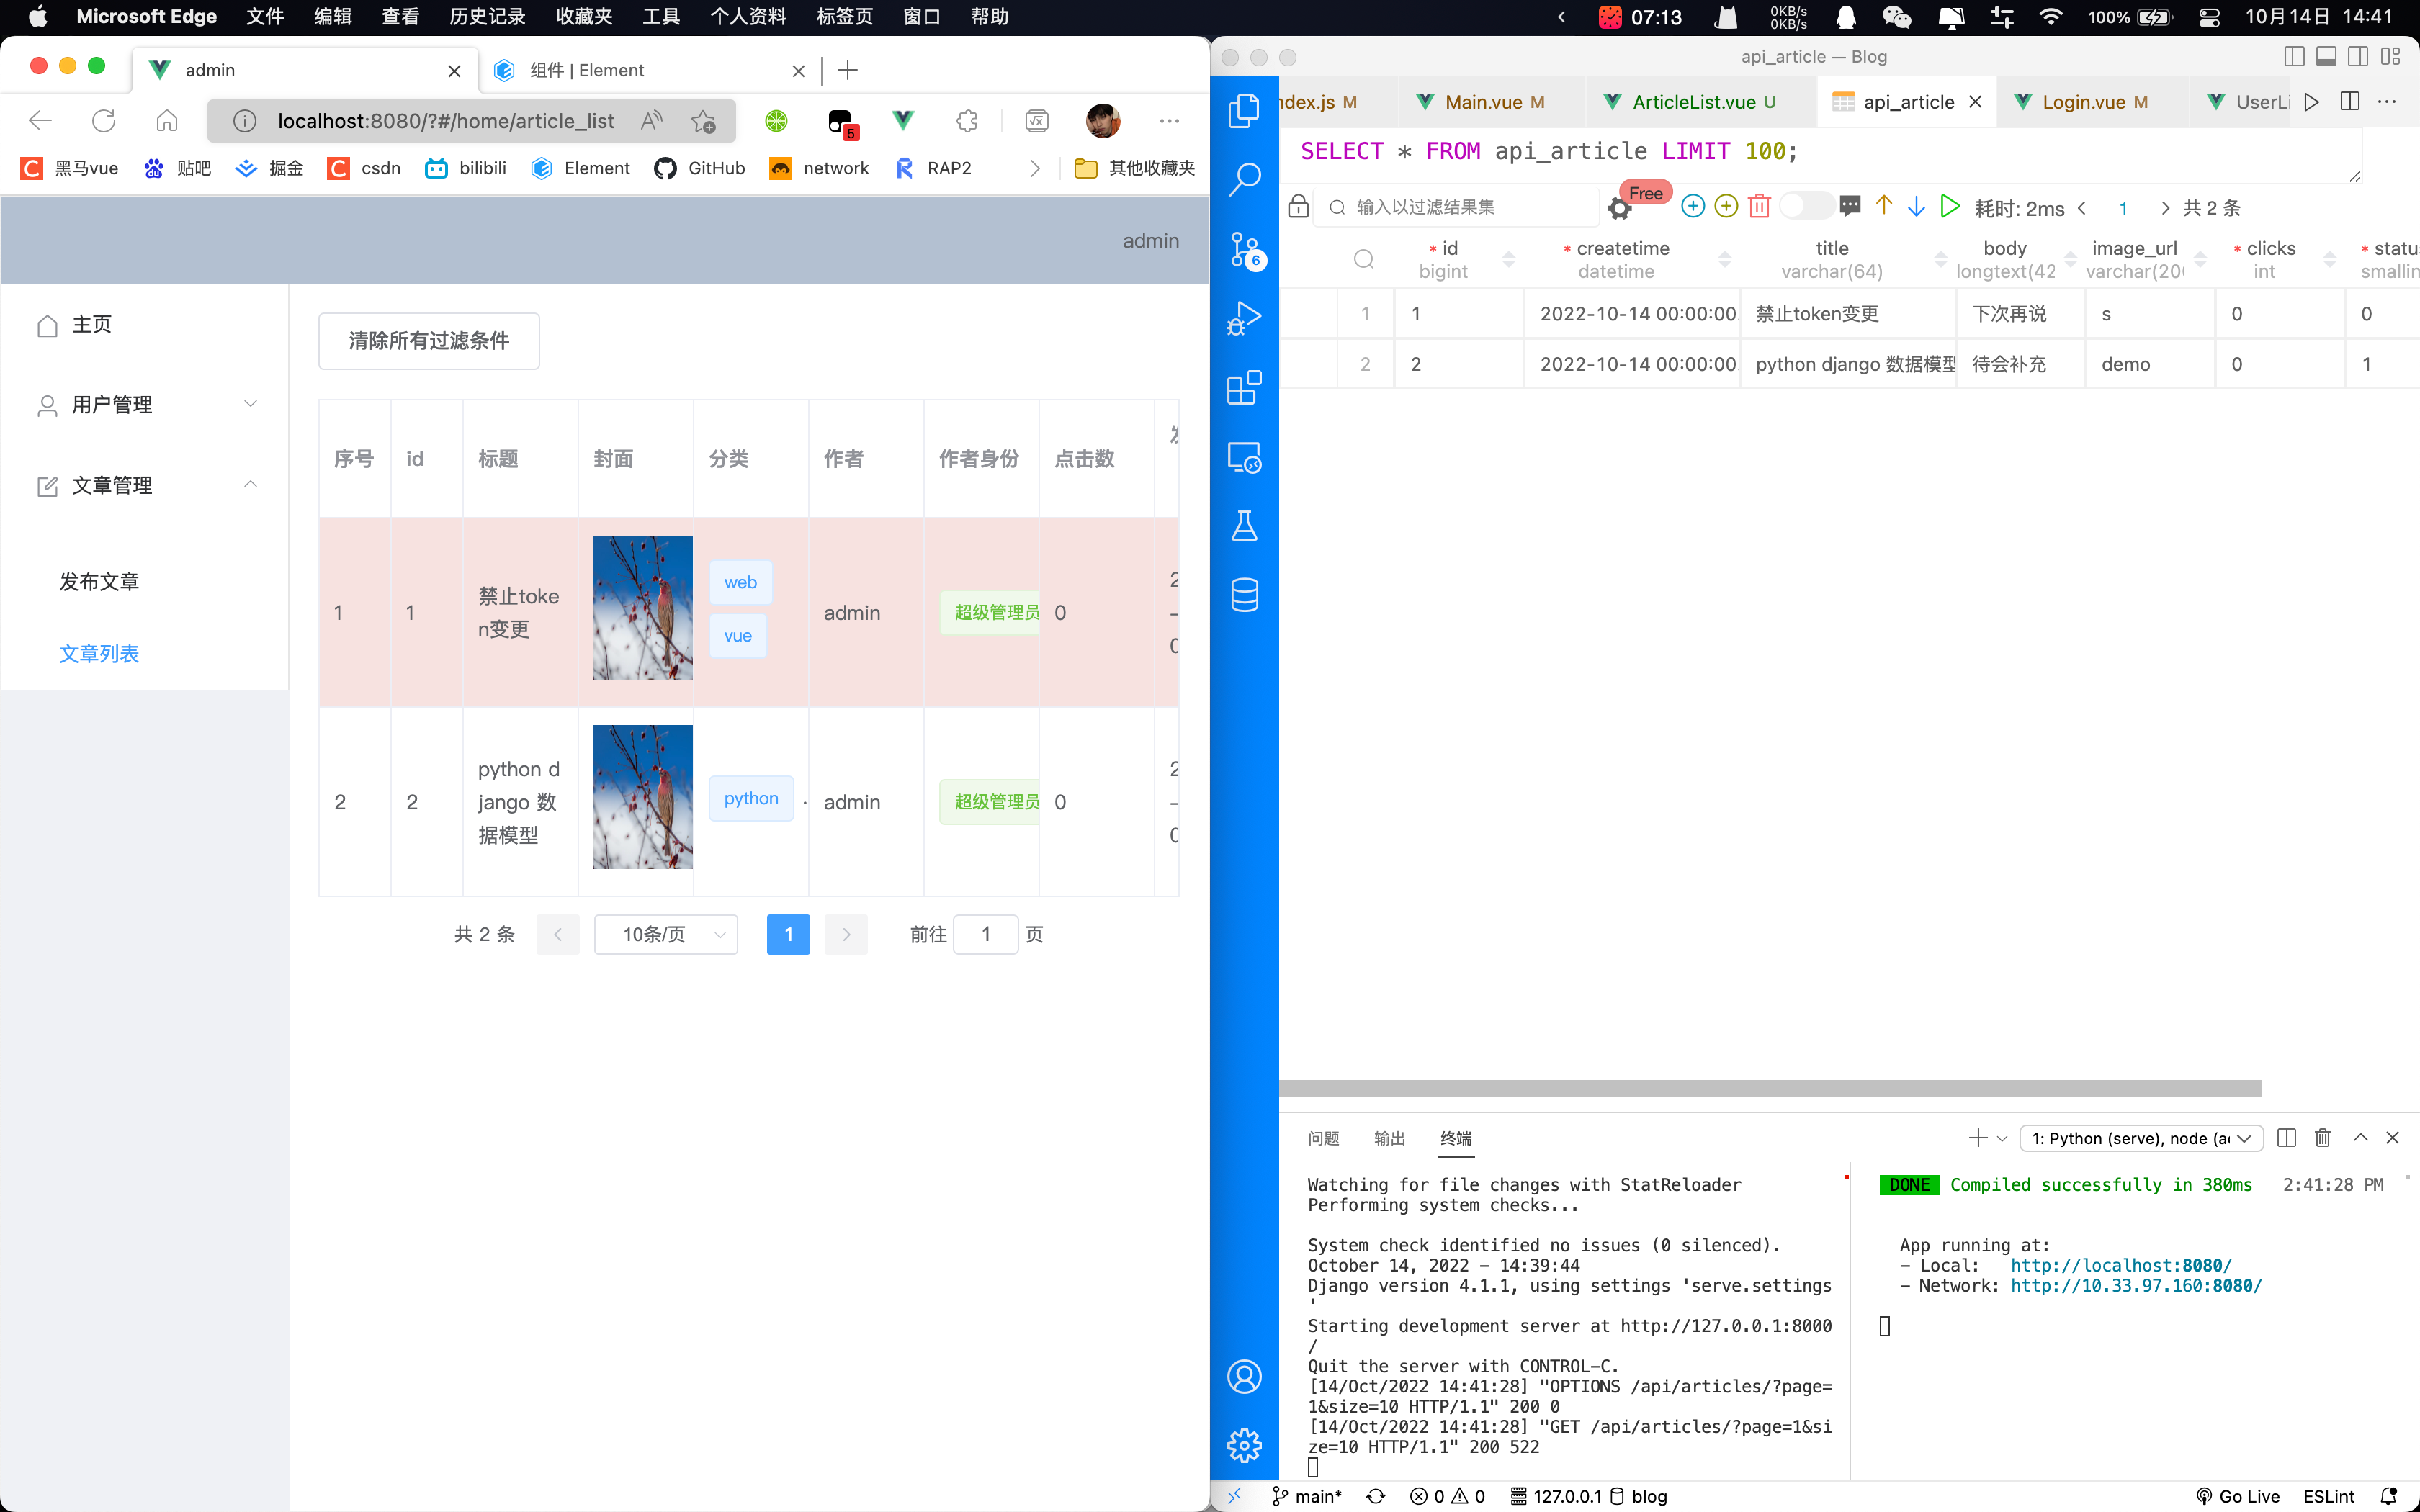 Microsoft Edge 文件 编辑 查看 历史记录 收藏夹 工具 个人资料 标签页 窗口 帮助
07:13 0KB/s 0KB/s 100% 10月14日 14:41
admin
组件 | Element
localhost:8080/?#/home/article_list
5
黑马vue 贴吧 掘金 csdn bilibili Element GitHub network RAP2 其他收藏夹
admin
主页
用户管理
文章管理
发布文章
文章列表
清除所有过滤条件
序号 id 标题 封面 分类 作者 作者身份 点击数
1 1 禁止toke
n变更
web
vue
admin 超级管理员 0
2 2 python d
jango 数
据模型
python
admin 超级管理员 0
共 2 条 10条/页 1 前往 1 页
api_article — Blog
ndex.js M Main.vue M ArticleList.vue U api_article Login.vue M UserLi
SELECT * FROM api_article LIMIT 100;
输入以过滤结果集 Free 耗时: 2ms 1 共 2 条
* id * createtime title body image_url * clicks * statu
bigint datetime varchar(64) longtext(42 varchar(20 int smallin
1 1 2022-10-14 00:00:00 禁止token变更 下次再说 s 0 0
2 2 2022-10-14 00:00:00 python django 数据模型 待会补充 demo 0 1
6
问题 输出 终端
1: Python (serve), node (a
Watching for file changes with StatReloader
Performing system checks...
System check identified no issues (0 silenced).
October 14, 2022 - 14:39:44
Django version 4.1.1, using settings 'serve.settings
'
Starting development server at http://127.0.0.1:8000
/
Quit the server with CONTROL-C.
[14/Oct/2022 14:41:28] "OPTIONS /api/articles/?page=
1&size=10 HTTP/1.1" 200 0
[14/Oct/2022 14:41:28] "GET /api/articles/?page=1&si
ze=10 HTTP/1.1" 200 522
DONE Compiled successfully in 380ms 2:41:28 PM
App running at:
- Local: http://localhost:8080/
- Network: http://10.33.97.160:8080/
main* 0 0 127.0.0.1 blog Go Live ESLint